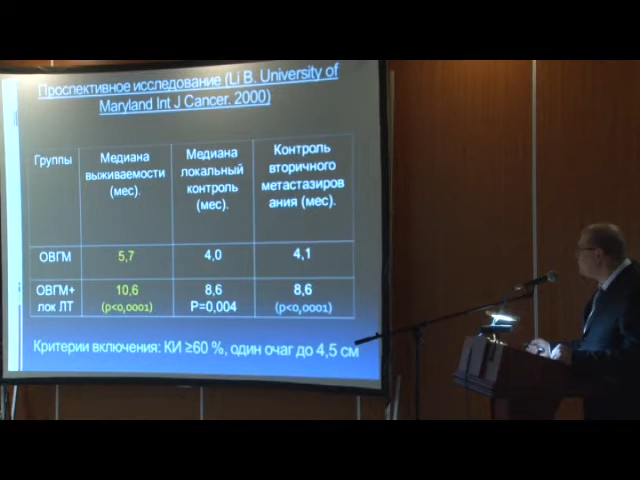 Проспективное исследование (Li B. University of
Maryland Int J Cancer. 2000)
Группы
Медиана
выживаемости
(мес).
Медиана
локальный
контроль
(мес).
Контроль
вторичного
метастазиров
ания (мес).
ОВГМ
5,7
4,0
4,1
ОВГМ+
лок ЛТ
10,6
(p<0,0001)
8,6
P=0,004
8,6
(p<0,0001)
Критерии включения: КИ ≥60 %, один очаг до 4,5 см